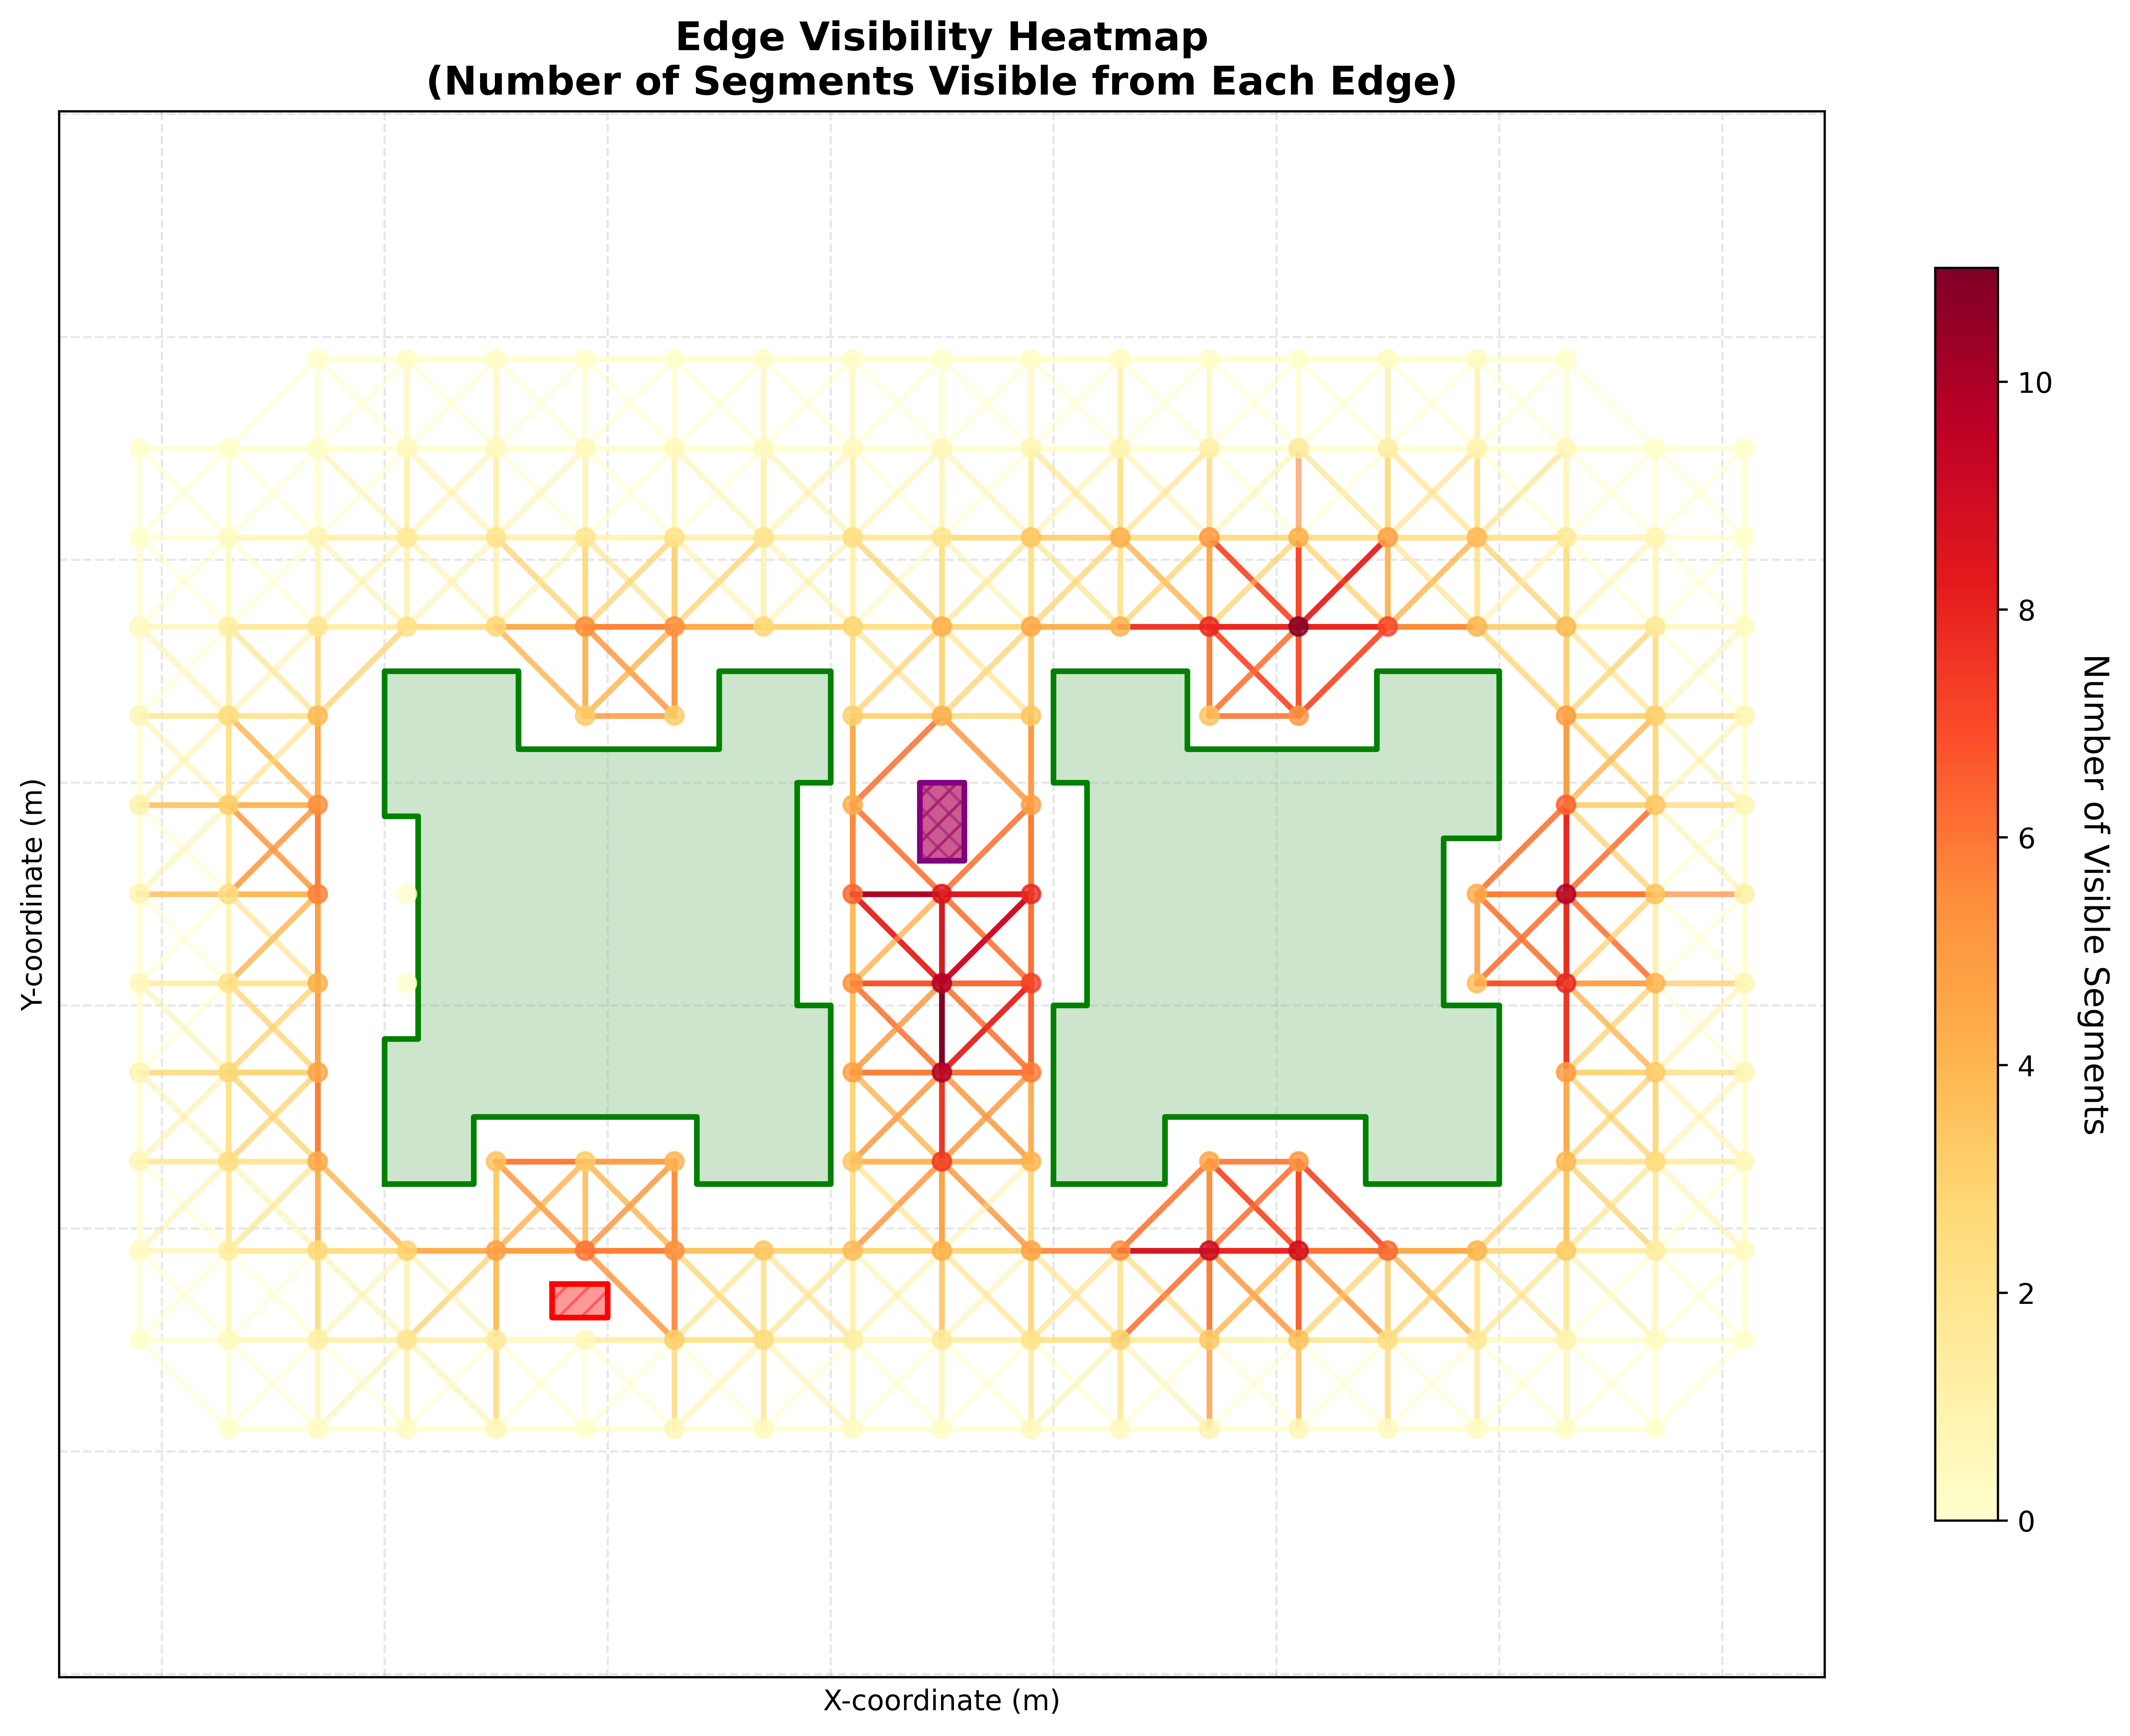 Edge Visibility Heatmap
(Number of Segments Visible from Each Edge)
Y-coordinate (m)
X-coordinate (m)
10
8
6
4
2
0
Number of Visible Segments